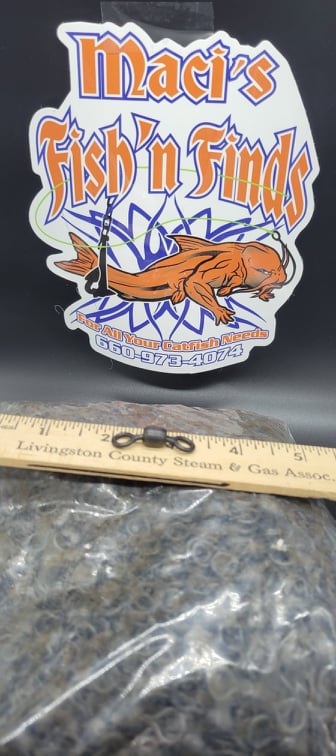 Maci's
Fish'n Finds
For All Your Catfish Needs
660-973-4074
1 2 4 5
Livingston County Steam & Gas Assoc.